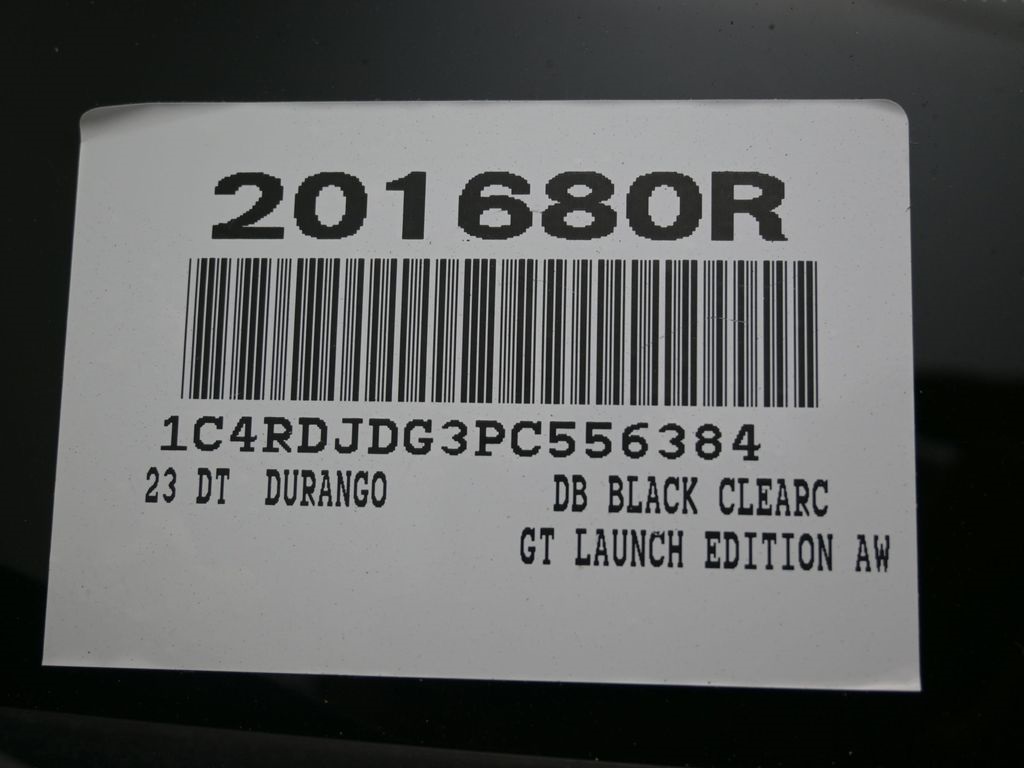 201680R
1C4RDJDG3PC556384
23 DT DURANGO DB BLACK CLEARC
GT LAUNCH EDITION AW